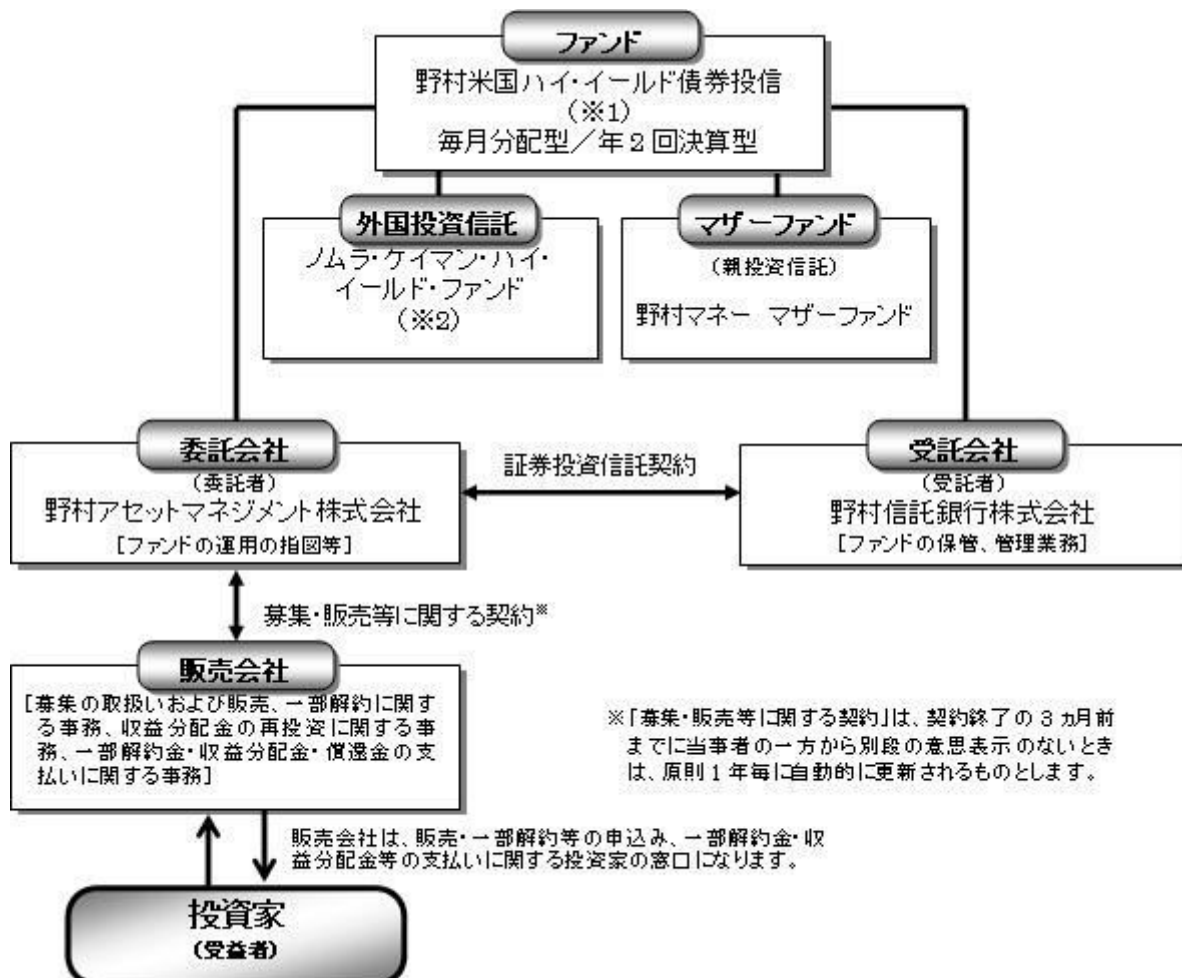 ファンド
野村米国ハイ・イールド債券投信
(※1)
毎月分配型／年2回決算型
外国投資信託
ノムラ・ケイマン・ハイ・
イールド・ファンド
(※2)
マザーファンド
(親投資信託)
野村マネー マザーファンド
委託会社
(委託者)
野村アセットマネジメント株式会社
[ファンドの運用の指図等]
証券投資信託契約
受託会社
(受託者)
野村信託銀行株式会社
[ファンドの保管、管理業務]
募集・販売等に関する契約※
販売会社
[募集の取扱いおよび販売、一部解約に関す
る事務、収益分配金の再投資に関する事
務、一部解約金・収益分配金・償還金の支
払いに関する事務]
※「募集・販売等に関する契約」は、契約終了の3ヵ月前
までに当事者の一方から別段の意思表示のないとき
は、原則1年毎に自動的に更新されるものとします。
販売会社は、販売・一部解約等の申込み、一部解約金・収
益分配金等の支払いに関する投資家の窓口になります。
投資家
(受益者)